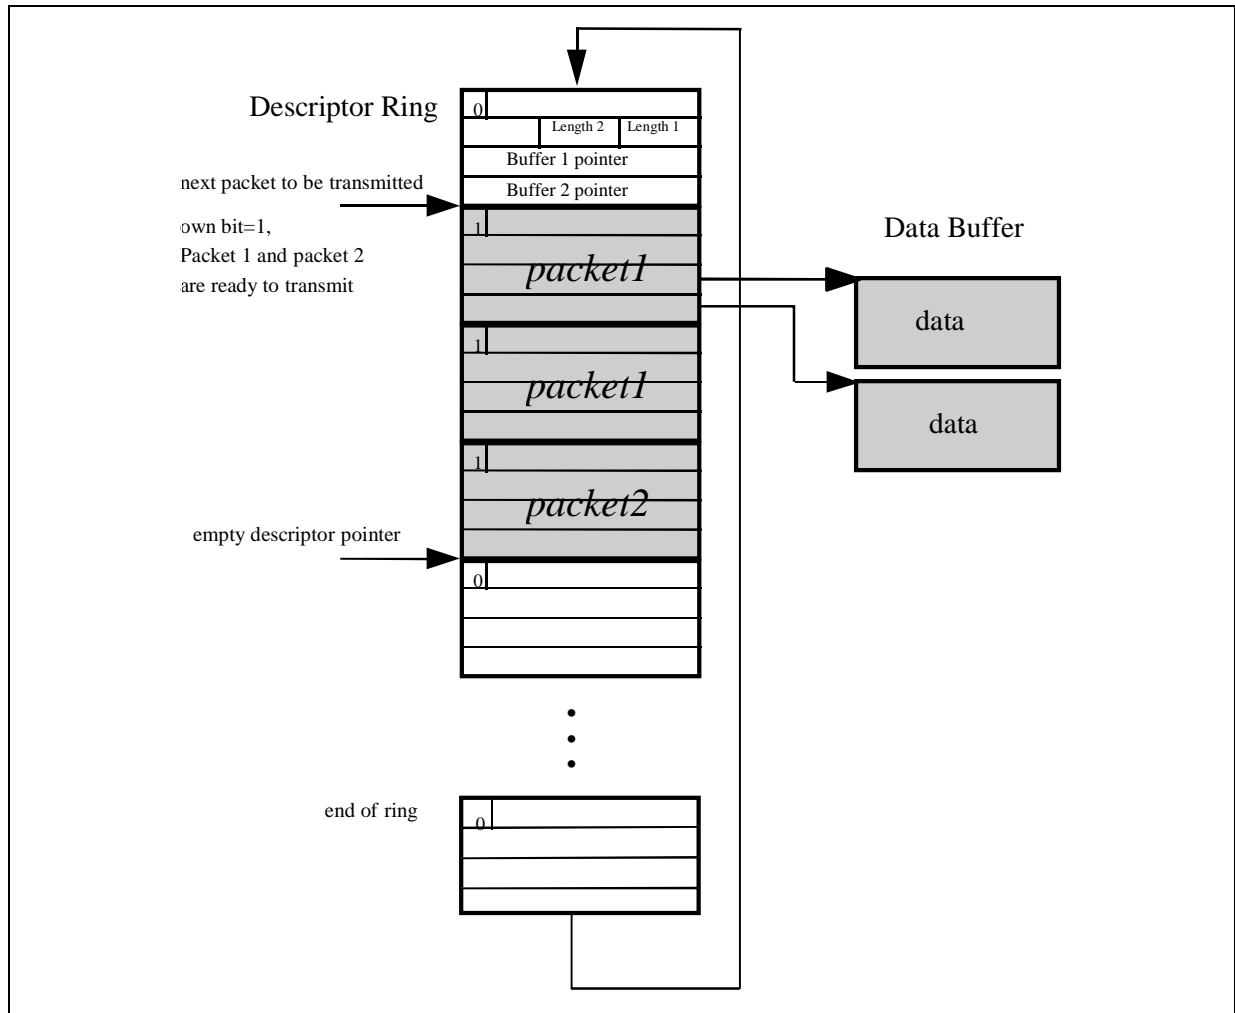 Descriptor Ring
0
Length 2 Length 1
Buffer 1 pointer
Buffer 2 pointer
next packet to be transmitted
own bit=1,
Packet 1 and packet 2
are ready to transmit
1
packet1
Data Buffer
data
data
1
packet1
1
packet2
empty descriptor pointer
0
end of ring
0